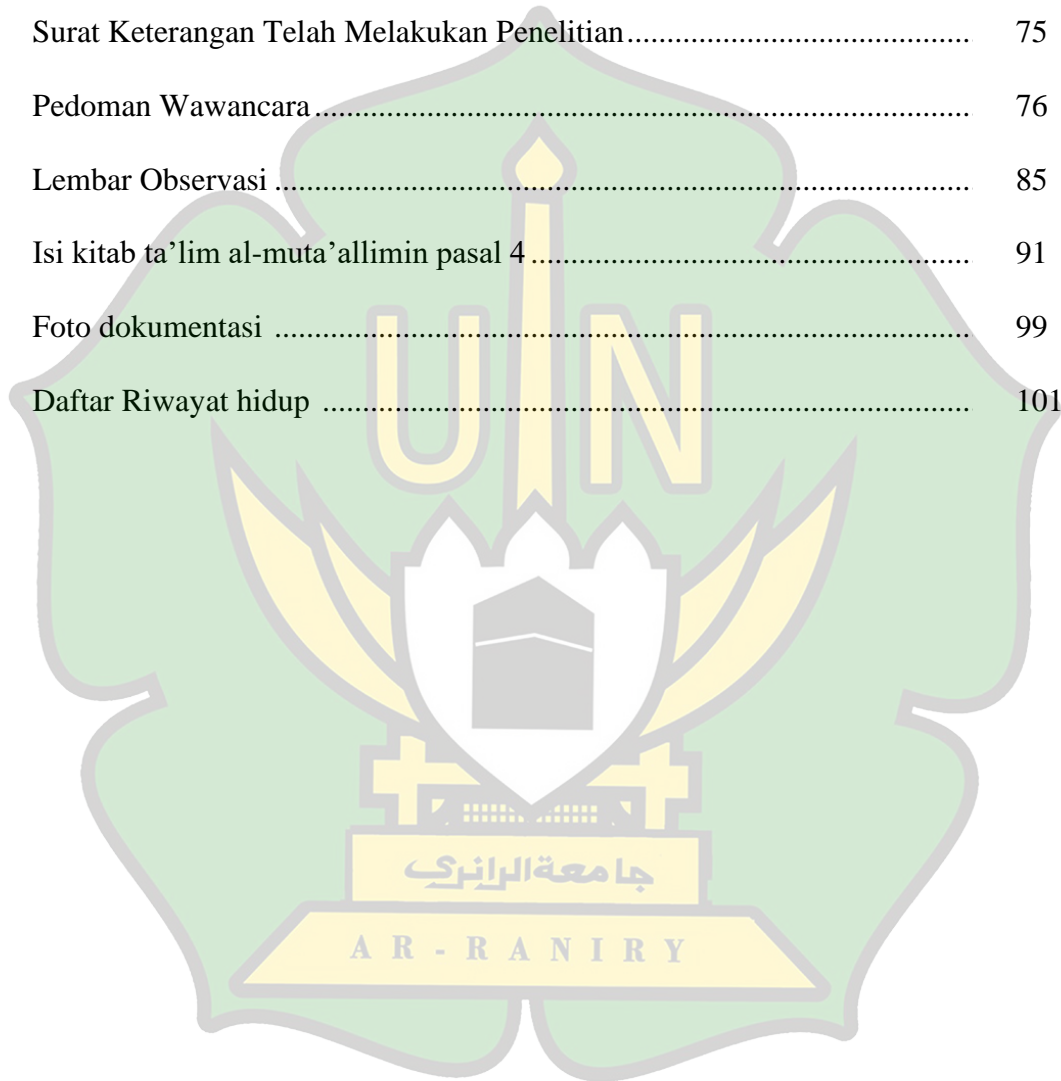 Surat Keterangan Telah Melakukan Penelitian............................................. 75
Pedoman Wawancara..................................................................................... 76
Lembar Observasi.......................................................................................... 85
Isi kitab ta’lim al-muta’allimin pasal 4......................................................... 91
Foto dokumentasi .......................................................................................... 99
Daftar Riwayat hidup .................................................................................... 101
UIN
جامعة الرانري
AR-RANIRY